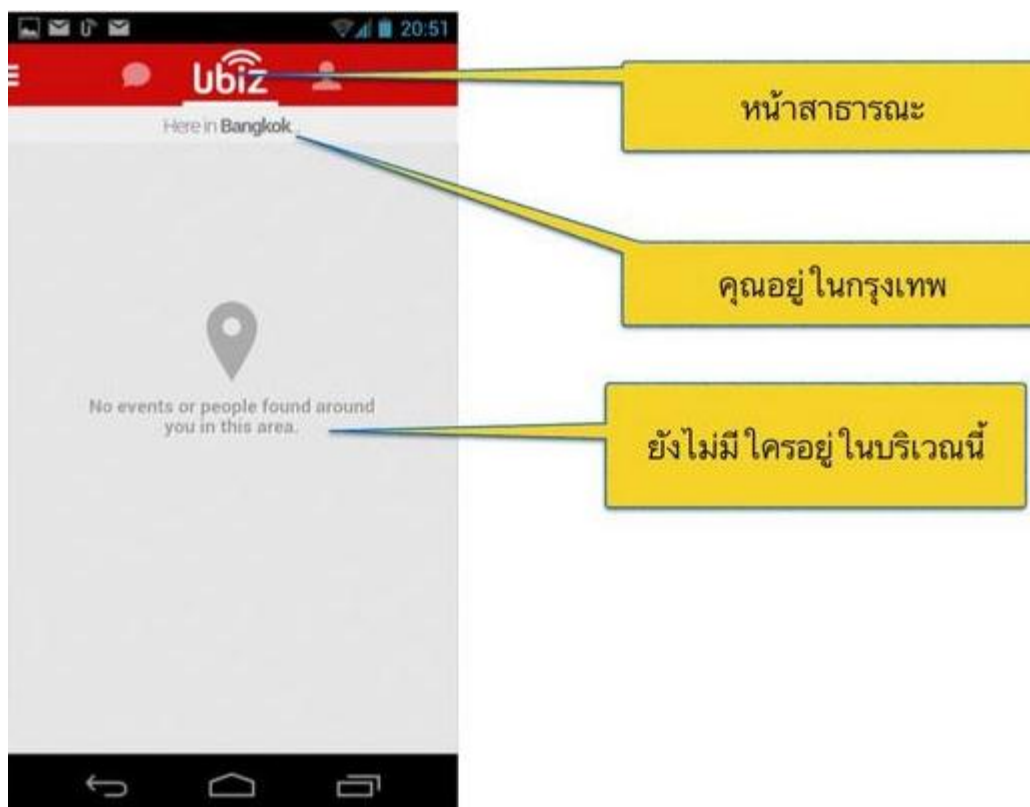 20:51
Ubiz
Here in Bangkok
No events or people found around
you in this area.
หน้าสาธารณะ
คุณอยู่ในกรุงเทพ
ยังไม่มีใครอยู่ในบริเวณนี้